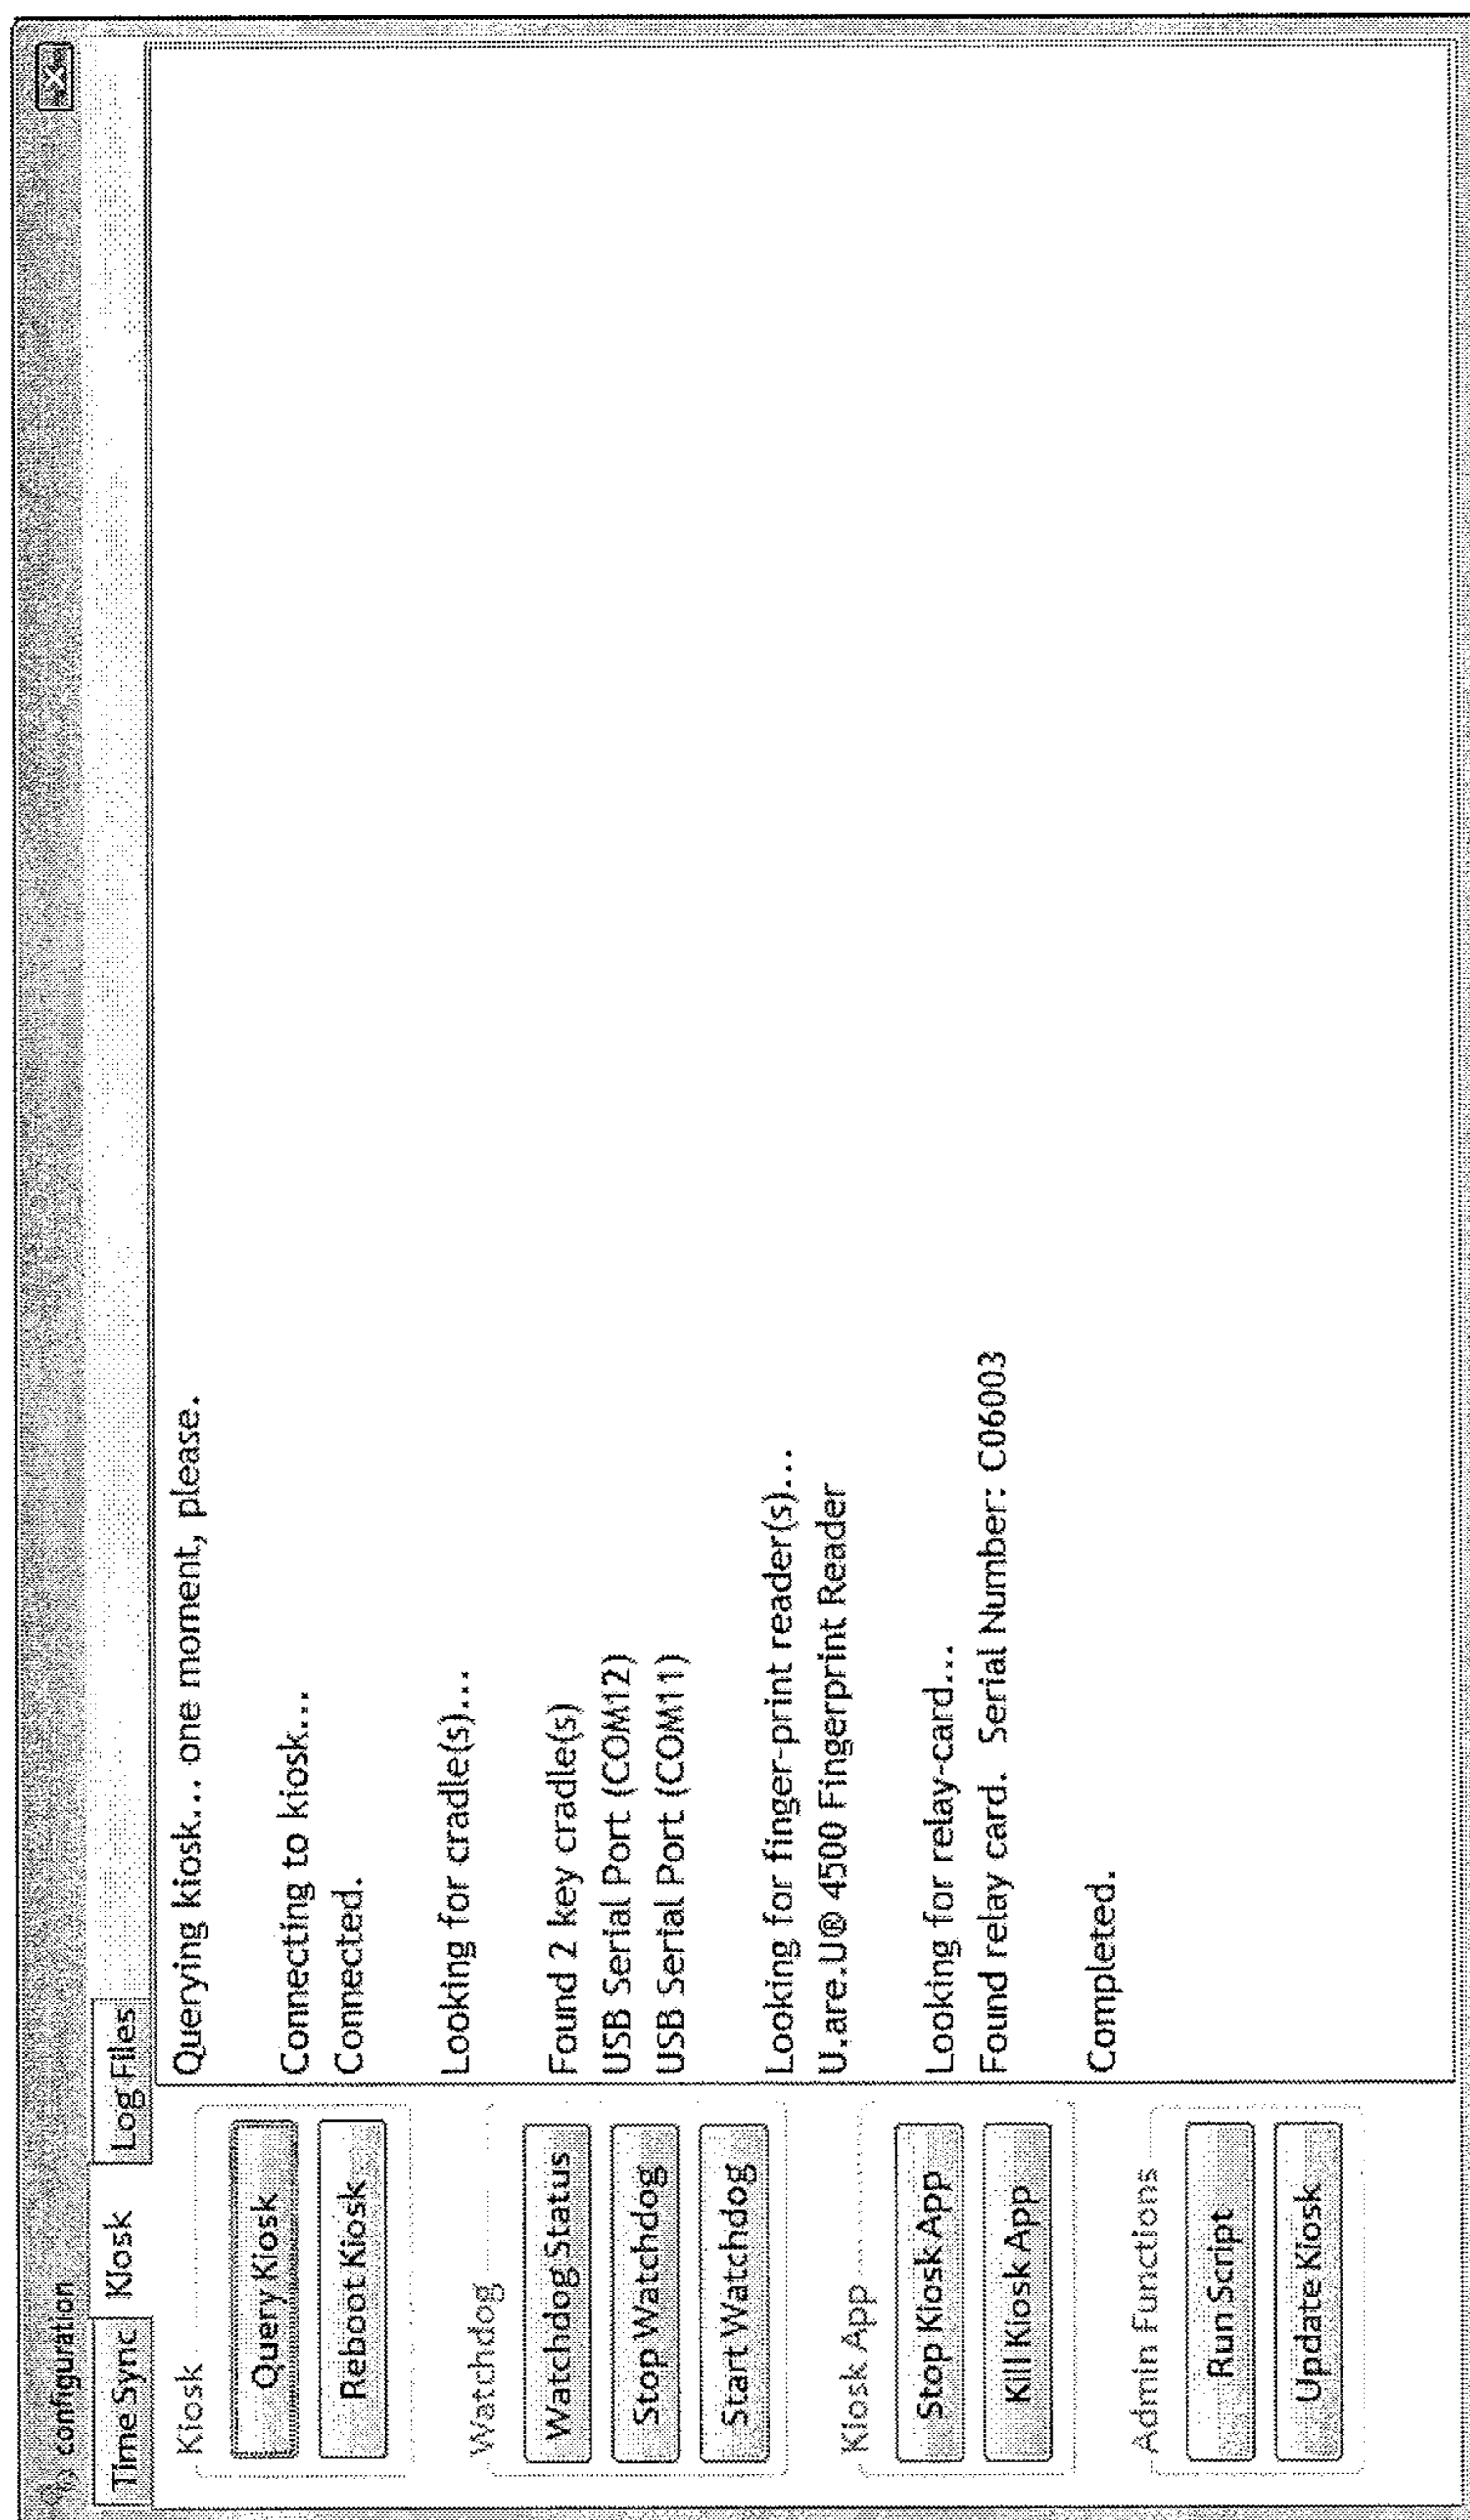 configuration
Time Sync Kiosk Log Files
Kiosk
Query Kiosk
Reboot Kiosk
Watchdog
Watchdog Status
Stop Watchdog
Start Watchdog
Kiosk App
Stop Kiosk App
Kill Kiosk App
Admin Functions
Run Script
Update Kiosk
Querying kiosk... one moment, please.
Connecting to kiosk...
Connected.
Looking for cradle(s)...
Found 2 key cradle(s)
USB Serial Port (COM12)
USB Serial Port (COM11)
Looking for finger-print reader(s)...
U.are.U® 4500 Fingerprint Reader
Looking for relay-card...
Found relay card. Serial Number: C06003
Completed.